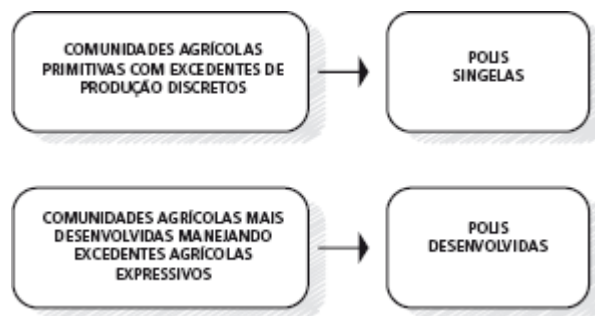 COMUNIDADES AGRÍCOLAS
PRIMITIVAS COM EXCEDENTES DE
PRODUÇÃO DISCRETOS
POLIS
SINGELAS
COMUNIDADES AGRÍCOLAS MAIS
DESENVOLVIDAS MANEJANDO
EXCEDENTES AGRÍCOLAS
EXPRESSIVOS
POLIS
DESENVOLVIDAS